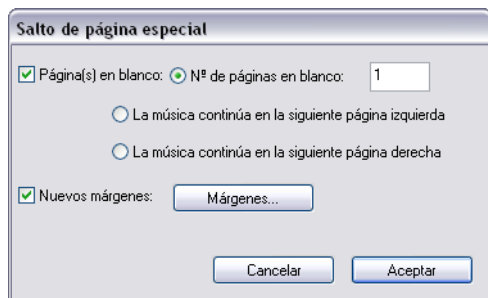 Salto de página especial
Página(s) en blanco: Nº de páginas en blanco: 1
La música continúa en la siguiente página izquierda
La música continúa en la siguiente página derecha
Nuevos márgenes: Márgenes...
Cancelar Aceptar